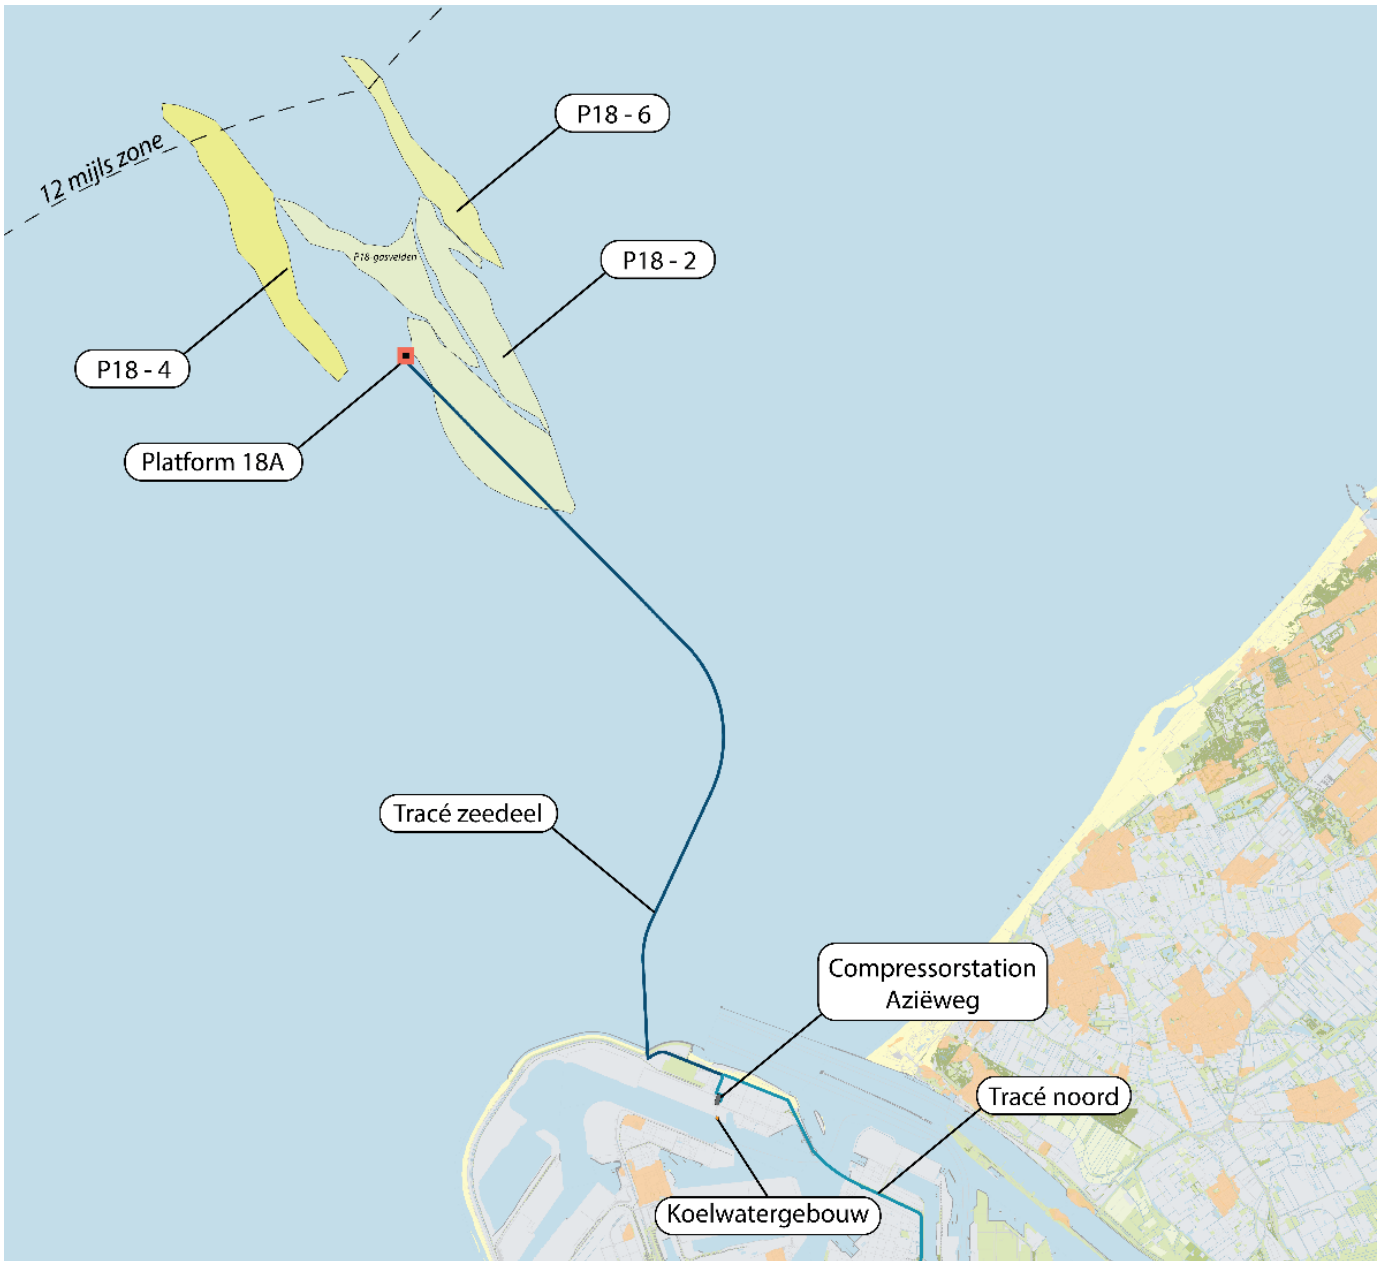 P18 - 6
12 mijls zone
P18 - 2
P18 gasvelden
P18 - 4
Platform 18A
Tracé zeedeel
Compressorstation
Aziëweg
Tracé noord
Koelwatergebouw